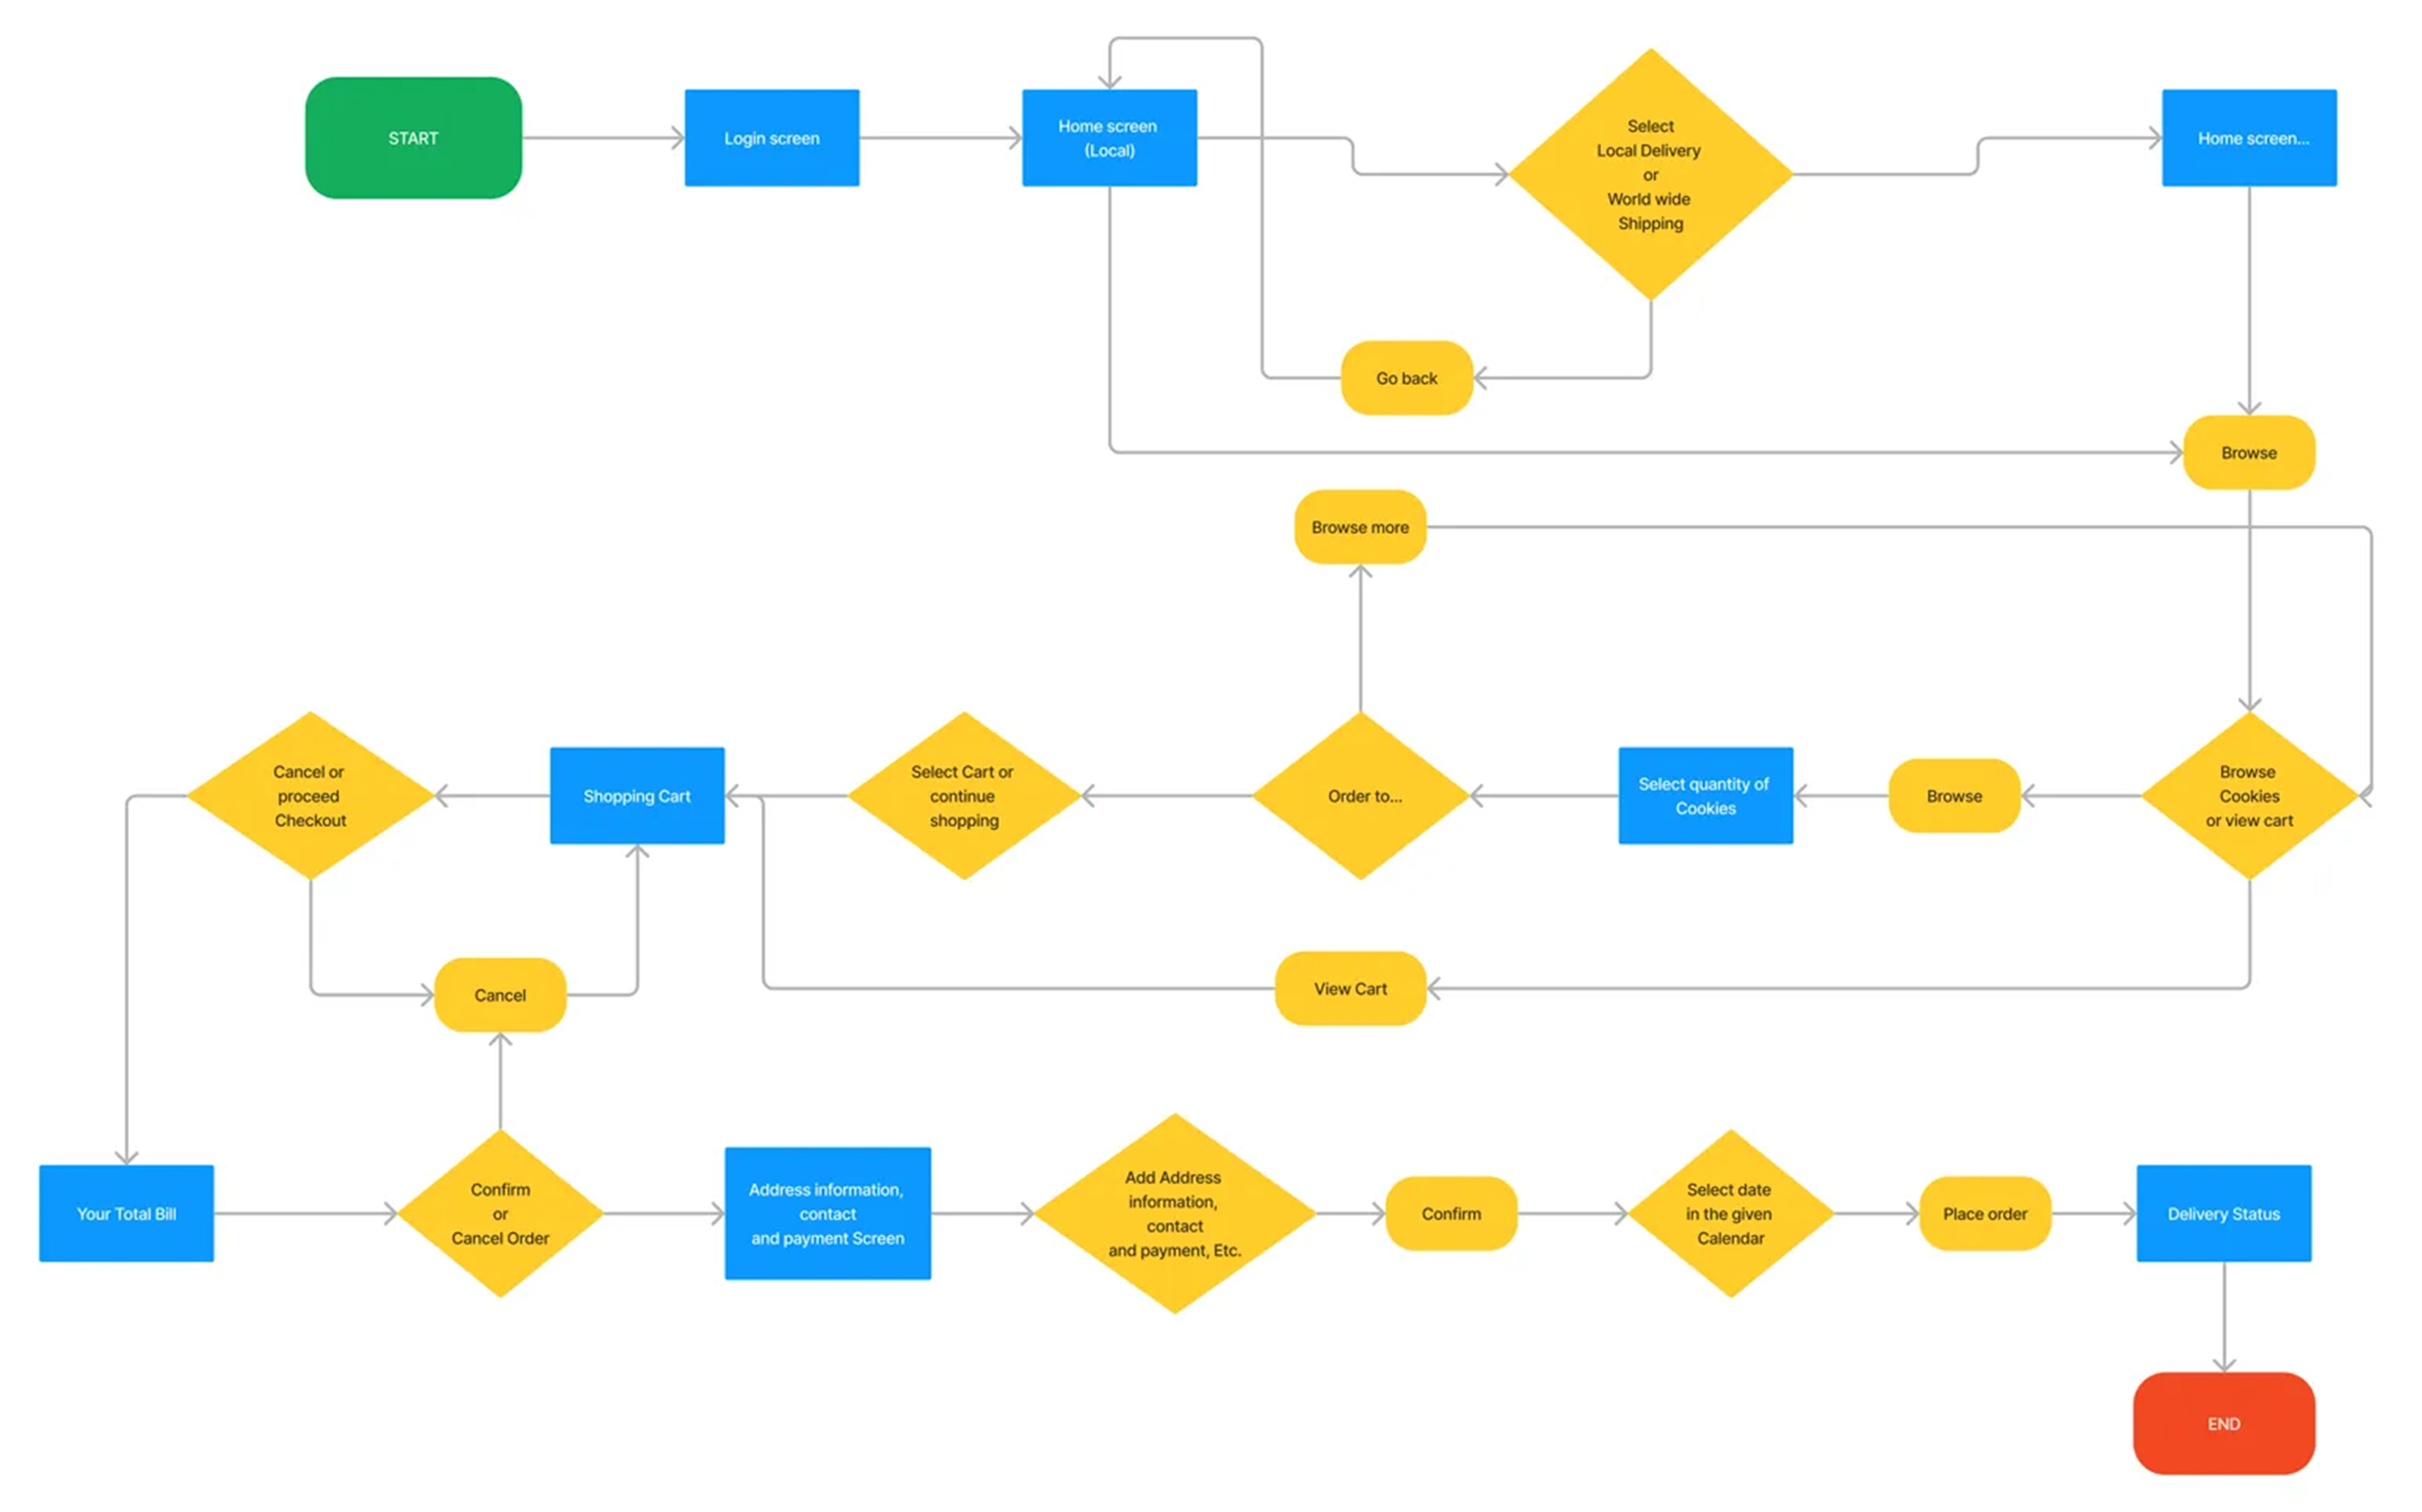 START
Login screen
Home screen
(Local)
Select
Local Delivery
or
World wide
Shipping
Home screen...
Go back
Browse
Browse more
Cancel or
proceed
Checkout
Shopping Cart
Select Cart or
continue
shopping
Order to...
Select quantity of
Cookies
Browse
Browse
Cookies
or view cart
Cancel
View Cart
Your Total Bill
Confirm
or
Cancel Order
Address information,
contact
and payment Screen
Add Address
information,
contact
and payment, Etc.
Confirm
Select date
in the given
Calendar
Place order
Delivery Status
END